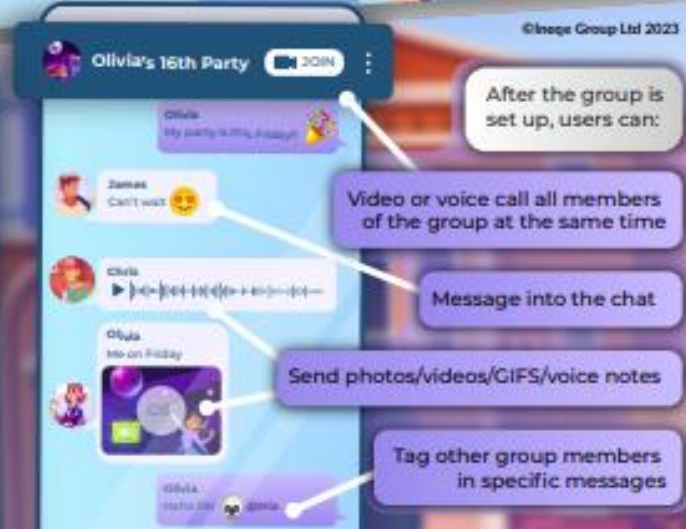 ©Ineqe Group Ltd 2023
Olivia's 16th Party
JOIN
After the group is
set up, users can:
Olivia
My party is this Friday!!
Video or voice call all members
of the group at the same time
James
Can't wait
Message into the chat
Olivia
Send photos/videos/GIFS/voice notes
Me on Friday
Tag other group members
in specific messages
Olivia